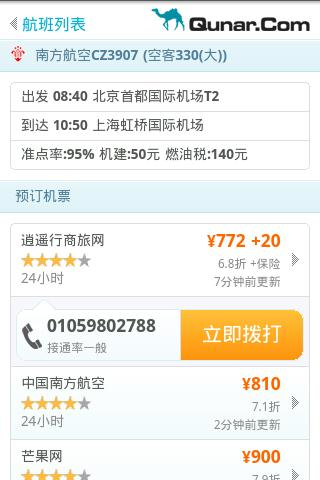 航班列表
Qunar.Com
南方航空CZ3907 (空客330(大))
出发 08:40 北京首都国际机场T2
到达 10:50 上海虹桥国际机场
准点率:95% 机建:50元 燃油税:140元
预订机票
逍遥行商旅网 ¥772 +20
6.8折 +保险
24小时 7分钟前更新
01059802788
接通率一般
立即拨打
中国南方航空 ¥810
7.1折
24小时 2分钟前更新
芒果网 ¥900
7.9折